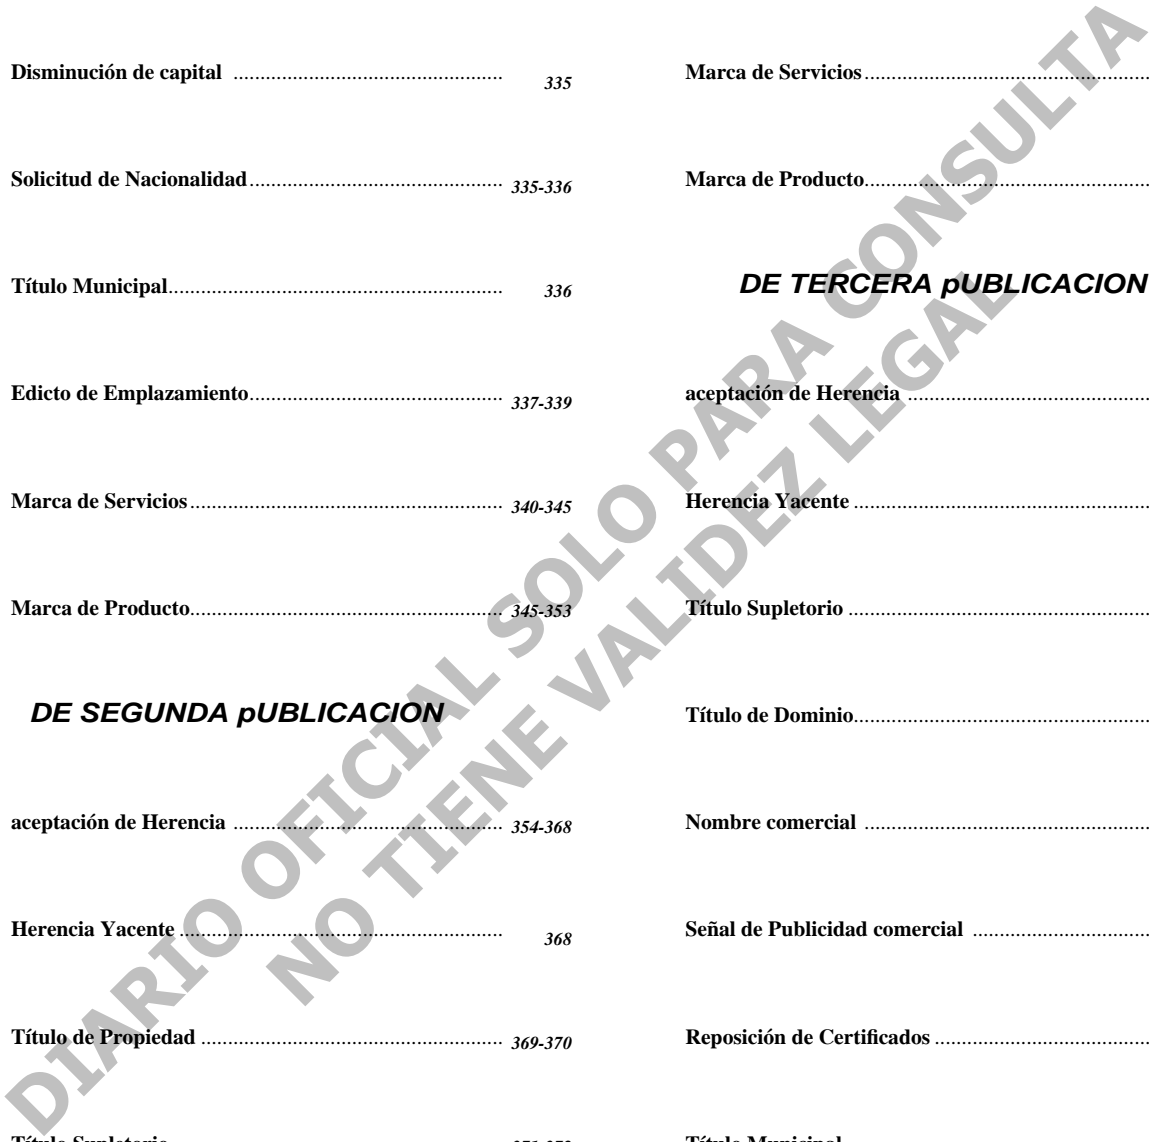 Disminución de capital .................................................. 335
Solicitud de Nacionalidad ............................................... 335-336
Título Municipal .............................................................. 336
Edicto de Emplazamiento ............................................... 337-339
Marca de Servicios .......................................................... 340-345
Marca de Producto .......................................................... 345-353
DE SEGUNDA pUBLICACION
aceptación de Herencia .................................................. 354-368
Herencia Yacente ............................................................ 368
Título de Propiedad ........................................................ 369-370
Título Supletorio
Marca de Servicios ..........................................................
Marca de Producto ..........................................................
DE TERCERA pUBLICACION
aceptación de Herencia ..................................................
Herencia Yacente ............................................................
Título Supletorio ............................................................
Título de Dominio ............................................................
Nombre comercial ..........................................................
Señal de Publicidad comercial ........................................
Reposición de Certificados ..............................................
Título Municipal
DIARIO OFICIAL SOLO PARA CONSULTA
NO TIENE VALIDEZ LEGAL